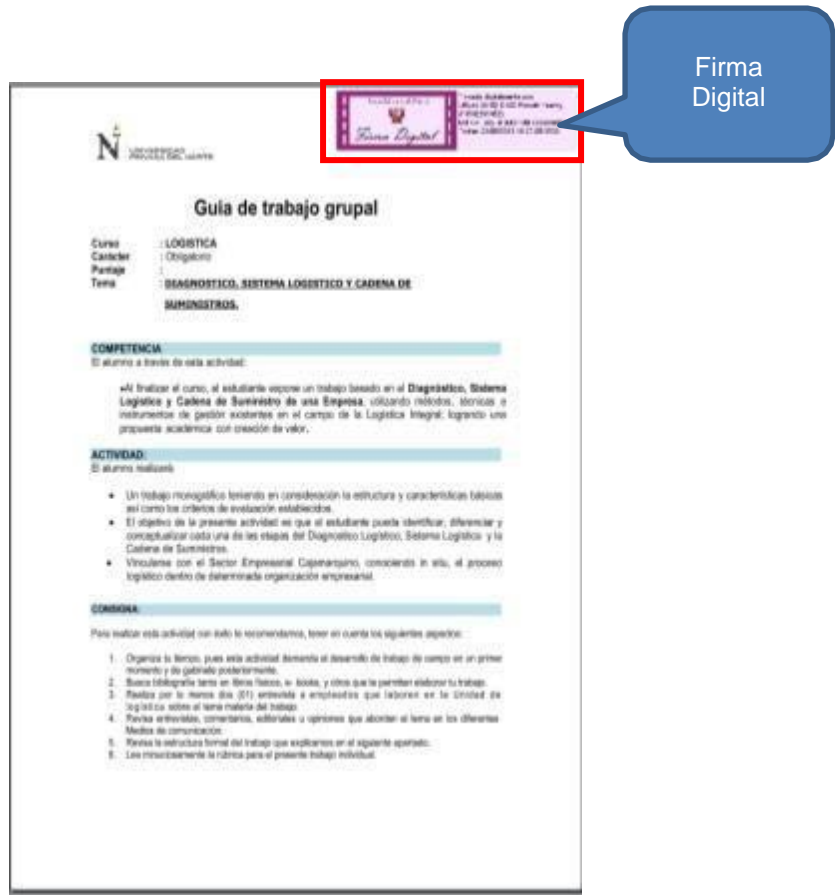 Firma
Digital
Firma Digital
N UNIVERSIDAD
PRIVADA DEL NORTE
Guía de trabajo grupal
Curso : LOGISTICA
Carácter : Obligatorio
Puntaje :
Tema : DIAGNOSTICO, SISTEMA LOGISTICO Y CADENA DE
SUMINISTROS.
COMPETENCIA
El alumno a través de esta actividad:
•Al finalizar el curso, el estudiante expone un trabajo basado en el Diagnóstico, Sistema
Logístico y Cadena de Suministro de una Empresa, utilizando métodos, técnicas e
instrumentos de gestión existentes en el campo de la Logística Integral; logrando una
propuesta académica con creación de valor.
ACTIVIDAD:
El alumno realizará:
• Un trabajo monográfico teniendo en consideración la estructura y características básicas
así como los criterios de evaluación establecidos.
• El objetivo de la presente actividad es que el estudiante pueda identificar, diferenciar y
conceptualizar cada una de las etapas del Diagnostico Logístico, Sistema Logístico y la
Cadena de Suministros.
• Vincularse con el Sector Empresarial Cajamarquino, conociendo in situ, el proceso
logístico dentro de determinada organización empresarial.
CONSIGNA:
Para realizar esta actividad con éxito te recomendamos, tener en cuenta los siguientes aspectos:
1. Organiza tu tiempo, pues esta actividad demanda el desarrollo de trabajo de campo en un primer
momento y de gabinete posteriormente.
2. Busca bibliografía tanto en libros físicos, e- books, y otros que te permitan elaborar tu trabajo.
3. Realiza por lo menos dos (01) entrevista a empleados que laboren en la Unidad de
logística sobre el tema materia del trabajo.
4. Revisa entrevistas, comentarios, editoriales u opiniones que aborden el tema en los diferentes
Medios de comunicación.
5. Revisa la estructura formal del trabajo que explicamos en el siguiente apartado.
6. Lee minuciosamente la rúbrica para el presente trabajo individual.